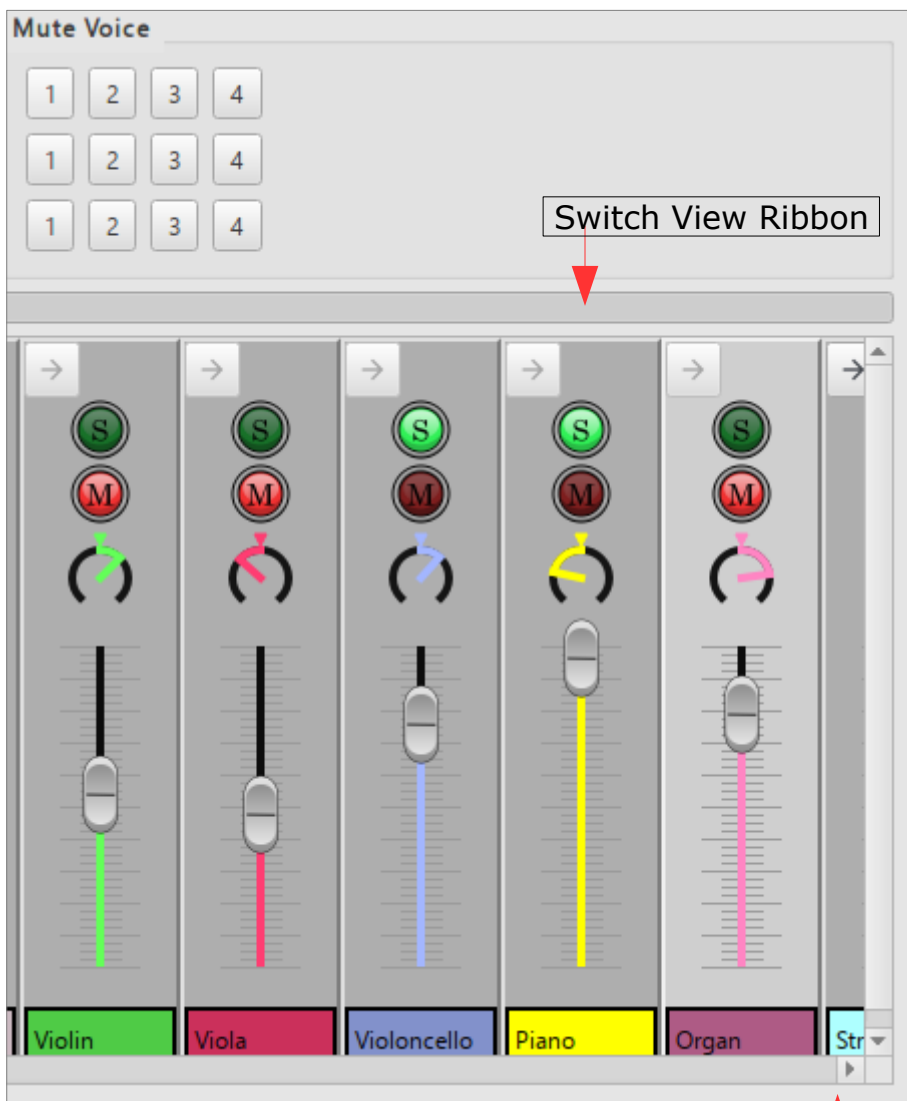 Mute Voice
1 2 3 4
1 2 3 4
1 2 3 4
Switch View Ribbon
S S S S S
M M M M M
Violin Viola Violoncello Piano Organ Str